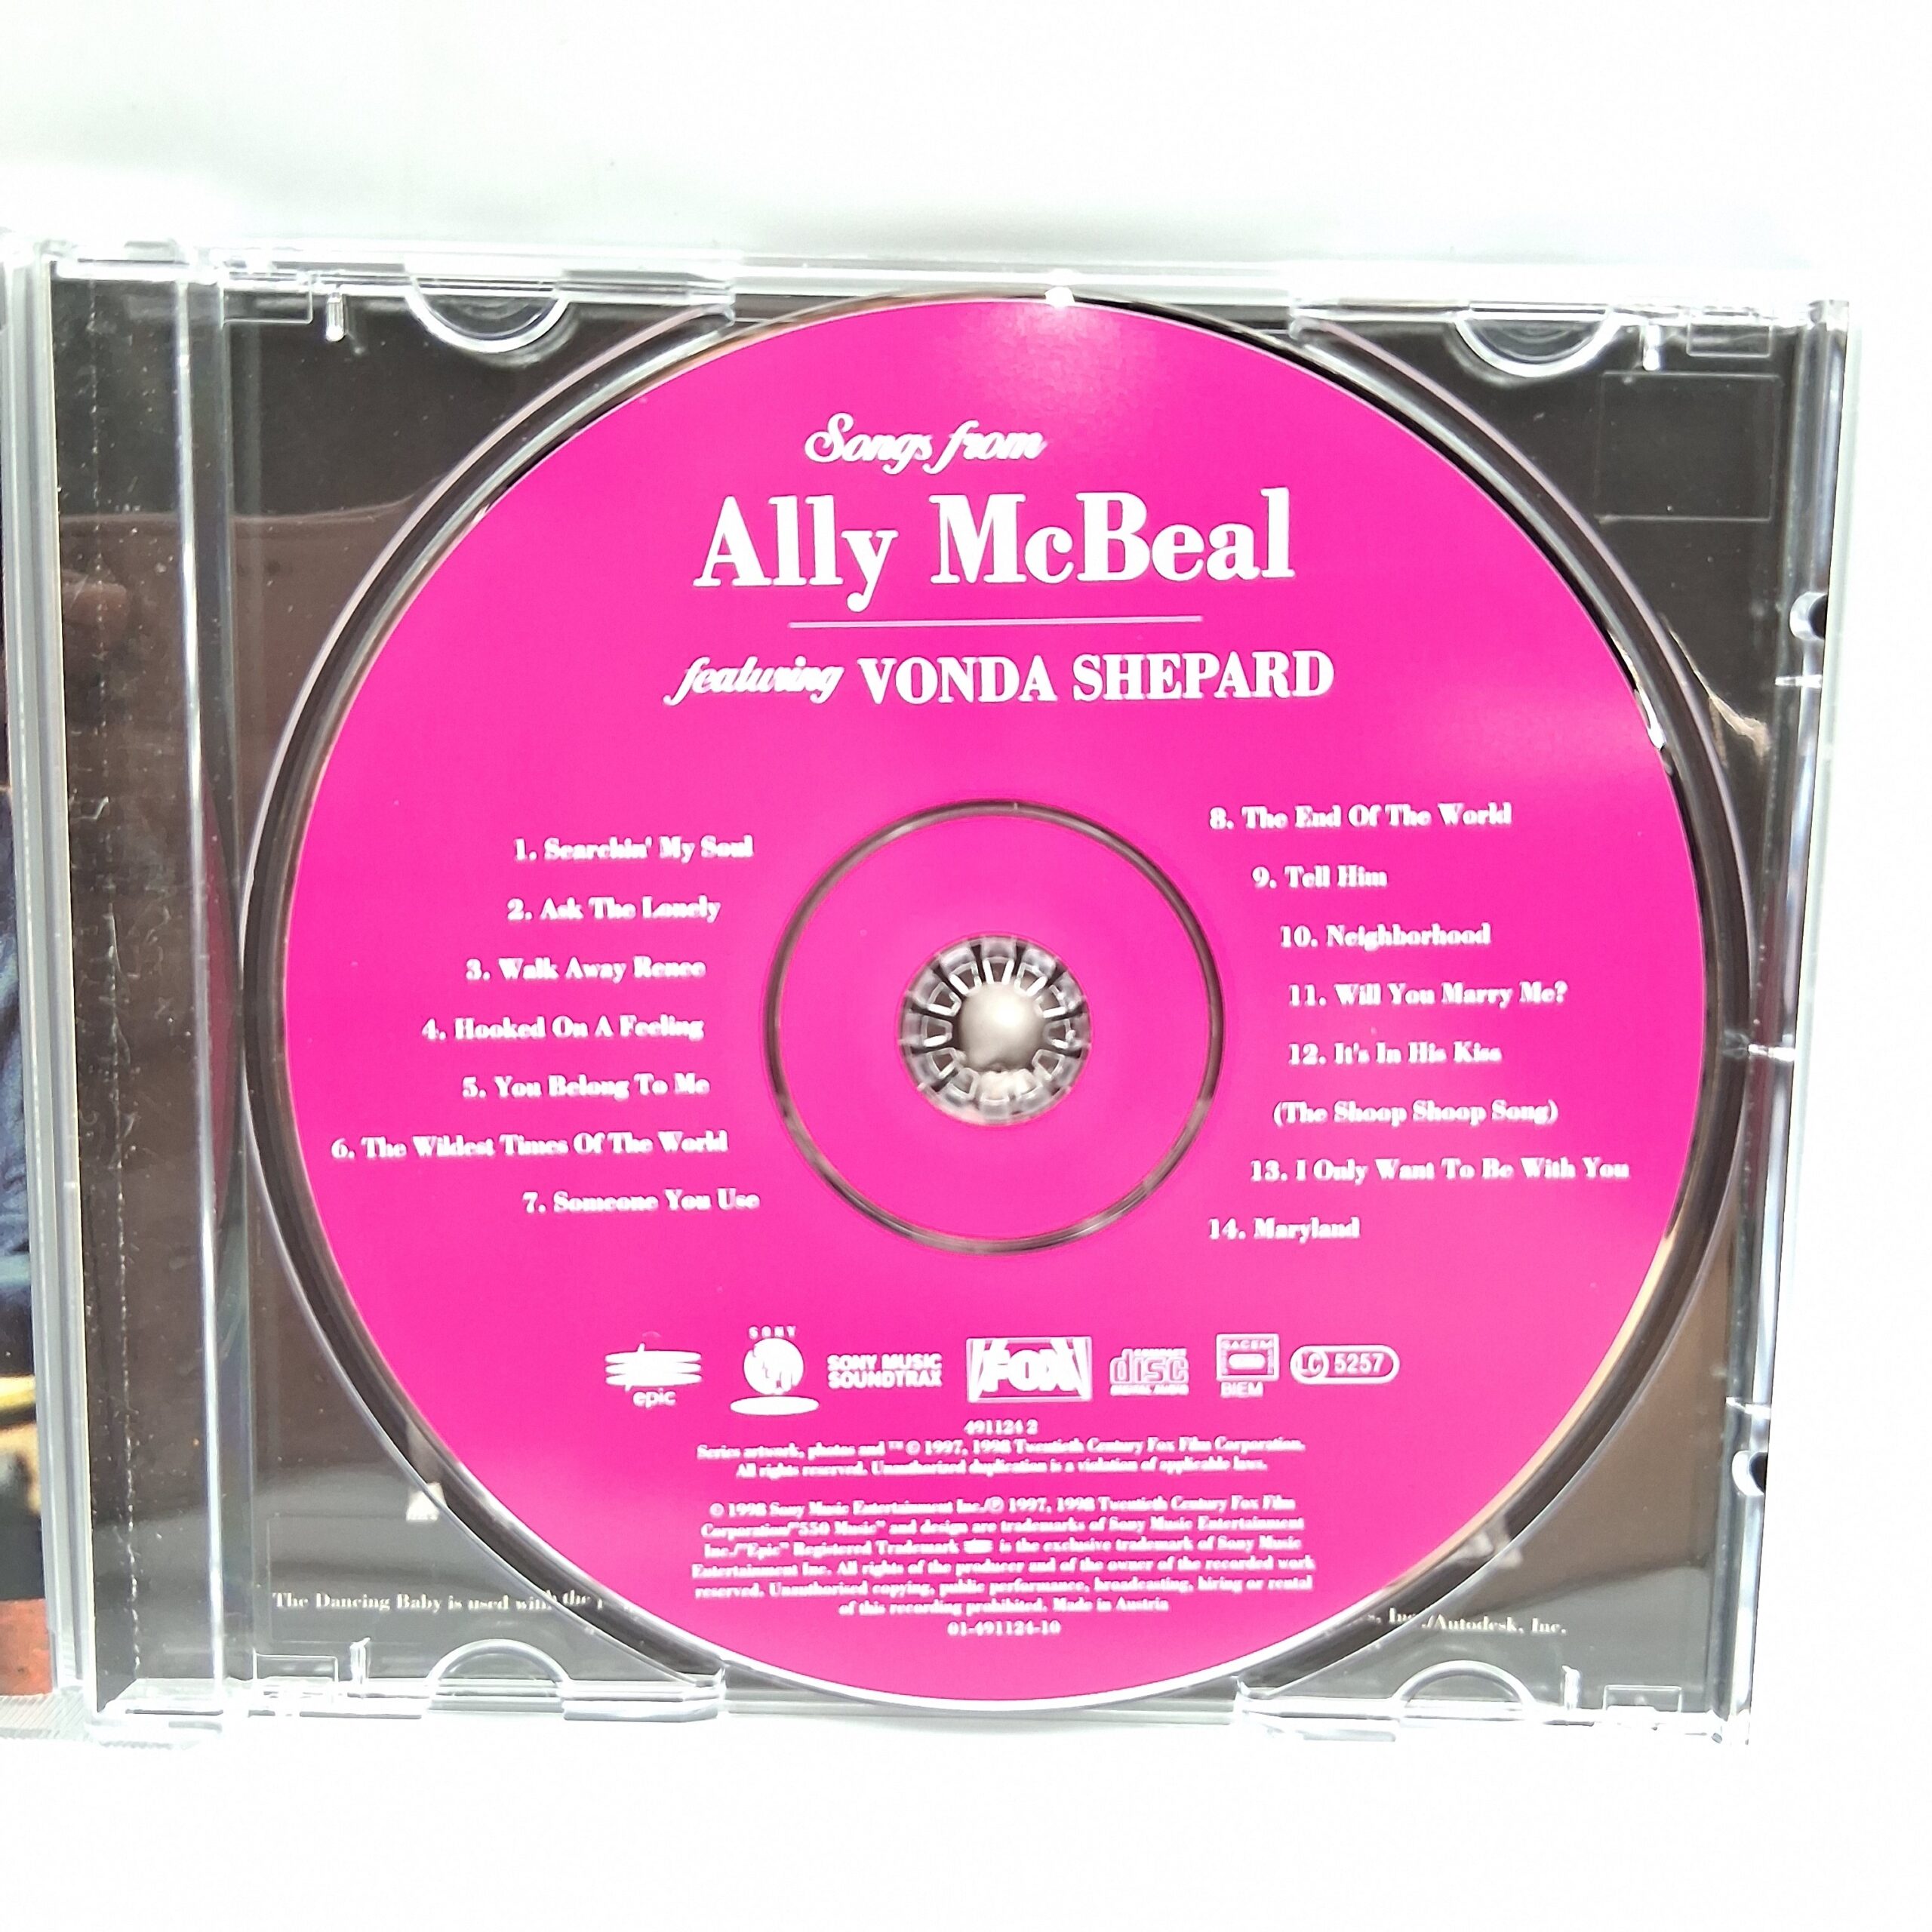 Songs from
Ally McBeal
featuring VONDA SHEPARD
1. Searchin' My Soul
2. Ask The Lonely
3. Walk Away Renee
4. Hooked On A Feeling
5. You Belong To Me
6. The Wildest Times Of The World
7. Someone You Use
8. The End Of The World
9. Tell Him
10. Neighborhood
11. Will You Marry Me?
12. It's In His Kiss
(The Shoop Shoop Song)
13. I Only Want To Be With You
14. Maryland
epic
SONY
SONY MUSIC
SOUNDTRAX
FOX
COMPACT
disc
DIGITAL AUDIO
SACEM
BIEM
LC 5257
491124 2
Series artwork, photos and ™ © 1997, 1998 Twentieth Century Fox Film Corporation.
All rights reserved. Unauthorized duplication is a violation of applicable laws.
© 1998 Sony Music Entertainment Inc./℗ 1997, 1998 Twentieth Century Fox Film
Corporation/"550 Music" and design are trademarks of Sony Music Entertainment
Inc./"Epic" Registered Trademark is the exclusive trademark of Sony Music
Entertainment Inc. All rights of the producer and of the owner of the recorded work
reserved. Unauthorized copying, public performance, broadcasting, hiring or rental
of this recording prohibited. Made in Austria
01-491124-10
The Dancing Baby is used with the
Inc./Autodesk, Inc.